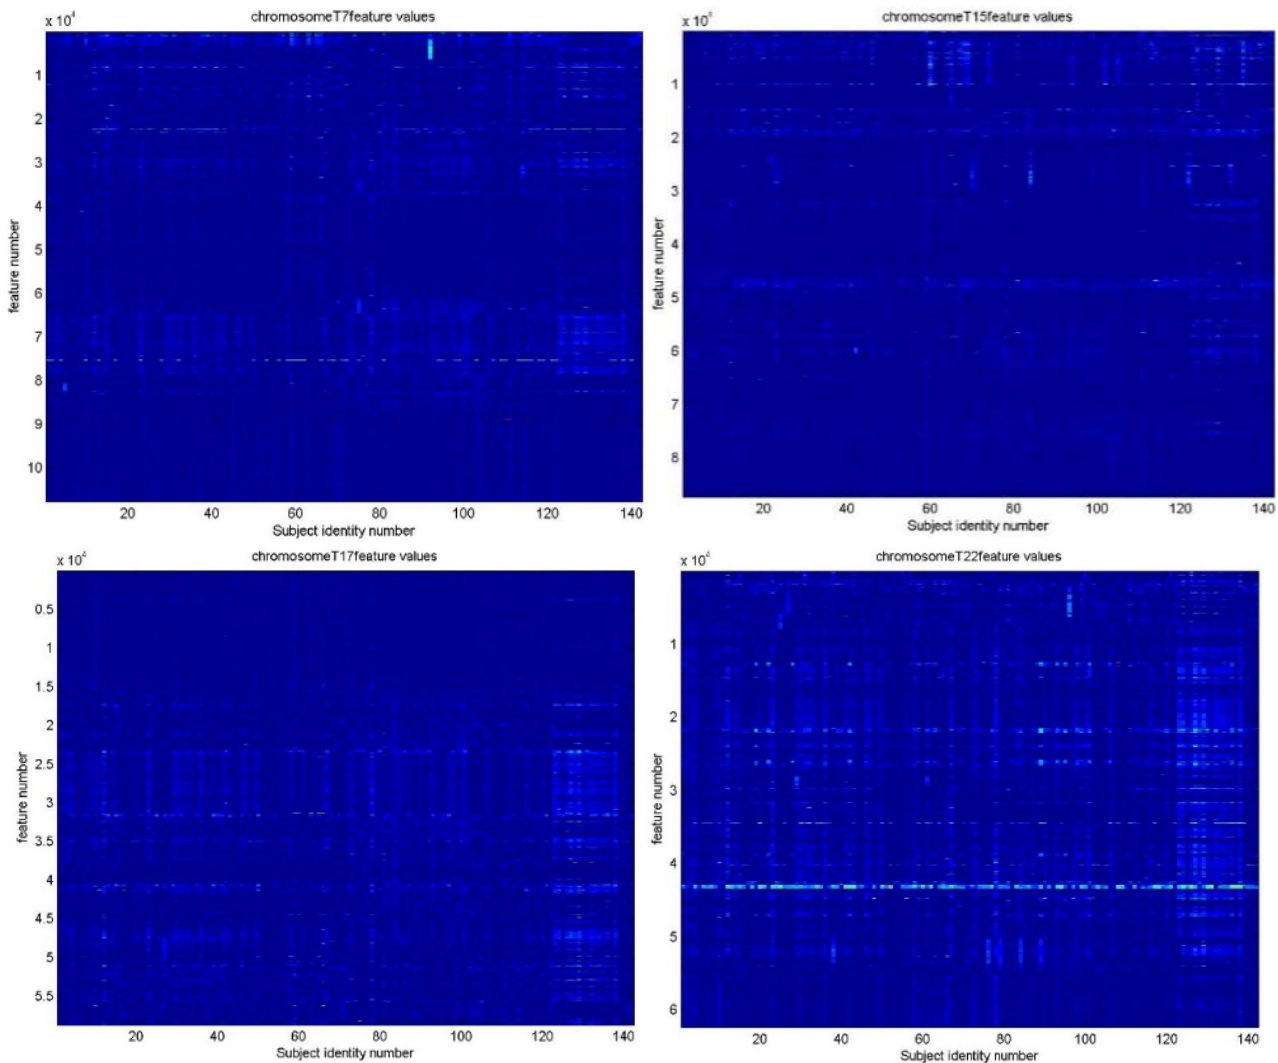 chromosomeT7feature values
x 10^4
1
2
3
4
5
6
7
8
9
10
feature number
20 40 60 80 100 120 140
Subject identity number
chromosomeT15feature values
1
2
3
4
5
6
7
8
feature number
20 40 60 80 100 120 140
Subject identity number
chromosomeT17feature values
x 10^4
0.5
1
1.5
2
2.5
3
3.5
4
4.5
5
5.5
feature number
20 40 60 80 100 120 140
Subject identity number
chromosomeT22feature values
x 10^4
1
2
3
4
5
6
feature number
20 40 60 80 100 120 140
Subject identity number